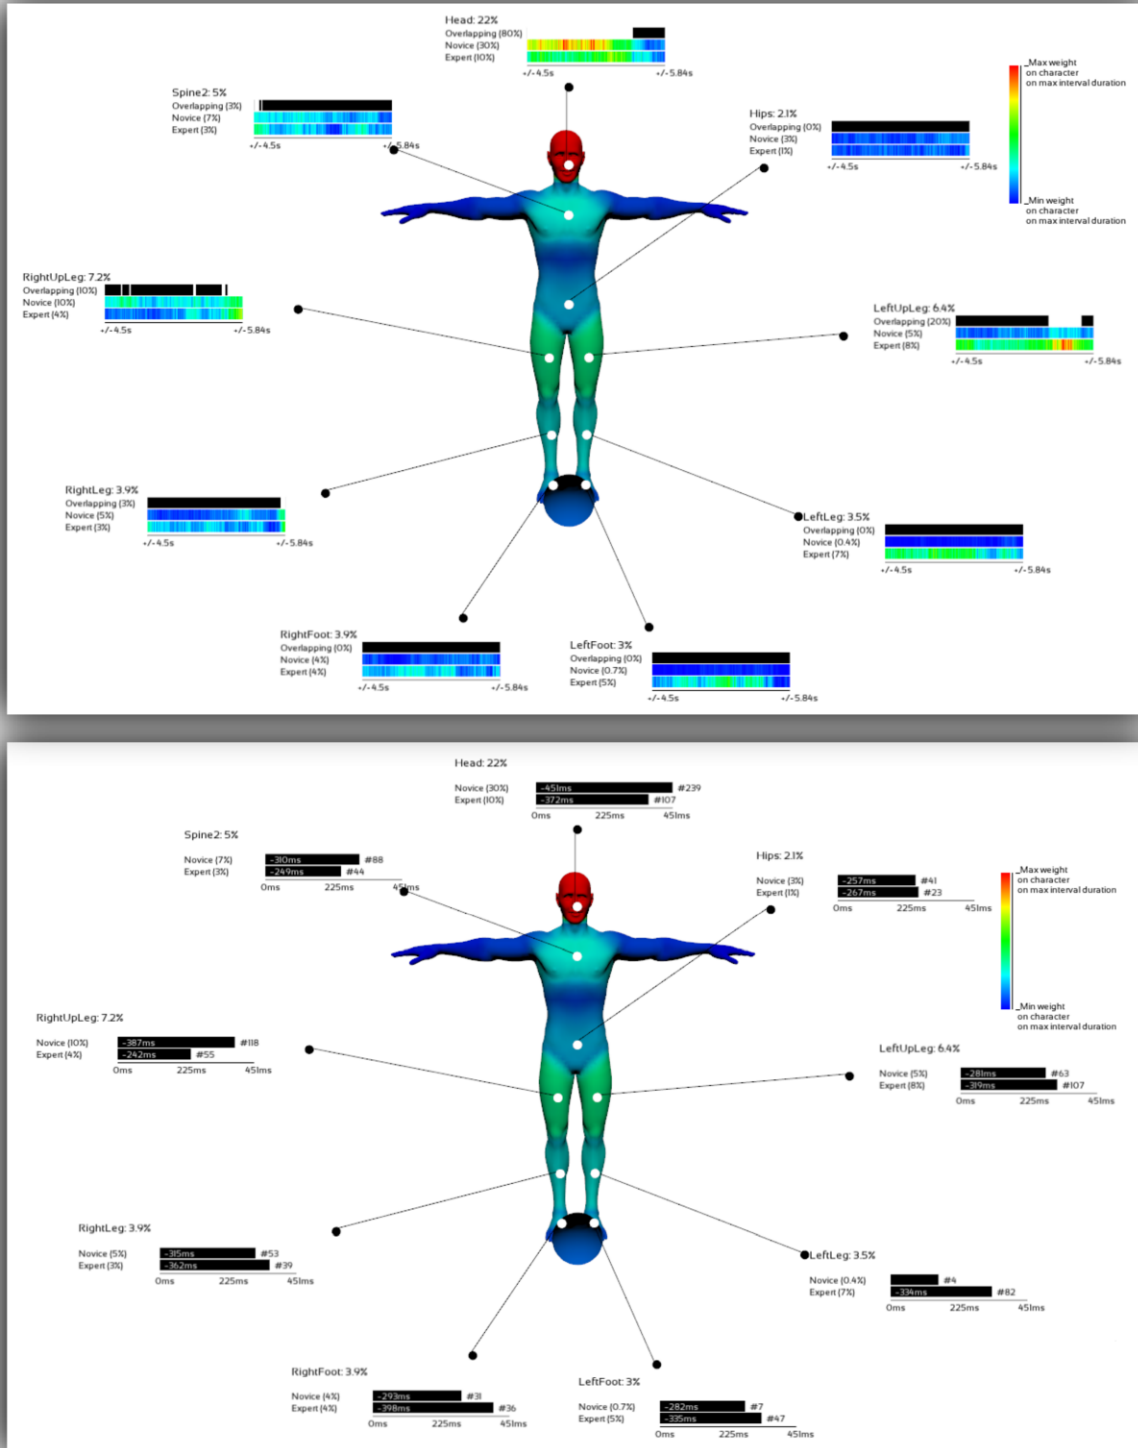 Head: 22%
Overlapping (80%)
Novice (30%)
Expert (10%)
+/-4.5s +/-5.84s
_Max weight
on character
on max interval duration
_Min weight
on character
on max interval duration
Spine2: 5%
Overlapping (3%)
Novice (7%)
Expert (3%)
+/-4.5s +/-5.84s
Hips: 2.1%
Overlapping (0%)
Novice (3%)
Expert (1%)
+/-4.5s +/-5.84s
RightUpLeg: 7.2%
Overlapping (10%)
Novice (10%)
Expert (4%)
+/-4.5s +/-5.84s
LeftUpLeg: 6.4%
Overlapping (20%)
Novice (5%)
Expert (8%)
+/-4.5s +/-5.84s
RightLeg: 3.9%
Overlapping (3%)
Novice (5%)
Expert (3%)
+/-4.5s +/-5.84s
LeftLeg: 3.5%
Overlapping (0%)
Novice (0.4%)
Expert (7%)
+/-4.5s +/-5.84s
RightFoot: 3.9%
Overlapping (0%)
Novice (4%)
Expert (4%)
+/-4.5s +/-5.84s
LeftFoot: 3%
Overlapping (0%)
Novice (0.7%)
Expert (5%)
+/-4.5s +/-5.84s
Head: 22%
Novice (30%) ~451ms #239
Expert (10%) ~372ms #107
0ms 225ms 451ms
Spine2: 5%
Novice (7%) ~310ms #88
Expert (3%) ~249ms #44
0ms 225ms 451ms
Hips: 2.1%
Novice (3%) ~257ms #41
Expert (1%) ~267ms #23
0ms 225ms 451ms
_Max weight
on character
on max interval duration
_Min weight
on character
on max interval duration
RightUpLeg: 7.2%
Novice (10%) ~387ms #118
Expert (4%) ~242ms #55
0ms 225ms 451ms
LeftUpLeg: 6.4%
Novice (5%) ~281ms #63
Expert (8%) ~319ms #107
0ms 225ms 451ms
RightLeg: 3.9%
Novice (5%) ~315ms #53
Expert (3%) ~362ms #39
0ms 225ms 451ms
LeftLeg: 3.5%
Novice (0.4%) #4
Expert (7%) ~334ms #82
0ms 225ms 451ms
RightFoot: 3.9%
Novice (4%) ~293ms #31
Expert (4%) ~398ms #36
0ms 225ms 451ms
LeftFoot: 3%
Novice (0.7%) ~282ms #7
Expert (5%) ~335ms #47
0ms 225ms 451ms